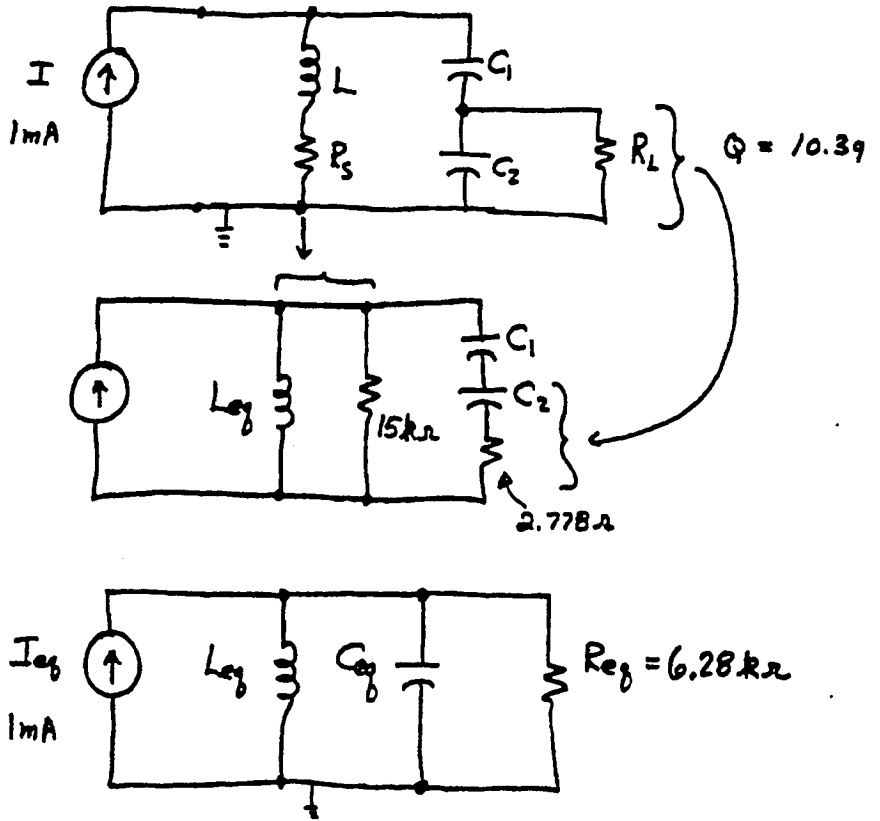 I
1mA
L
Rs
C1
C2
RL
Q = 10.39
Leq
15kΩ
C1
C2
2.778Ω
Ieq
1mA
Leq
Ceq
Req = 6.28kΩ